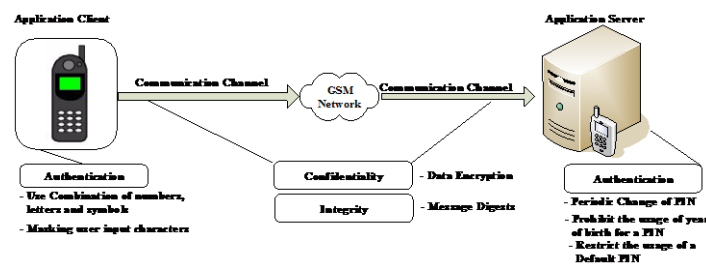 Application Client
Application Server
Communication Channel
GSM
Network
Communication Channel
Authentication
- Use Combination of numbers,
letters and symbols
- Masking user input characters
Confidentiality
- Data Encryption
Integrity
- Message Digests
Authentication
- Periodic Change of PIN
- Prohibit the usage of year
of birth for a PIN
- Restrict the usage of a
Default PIN